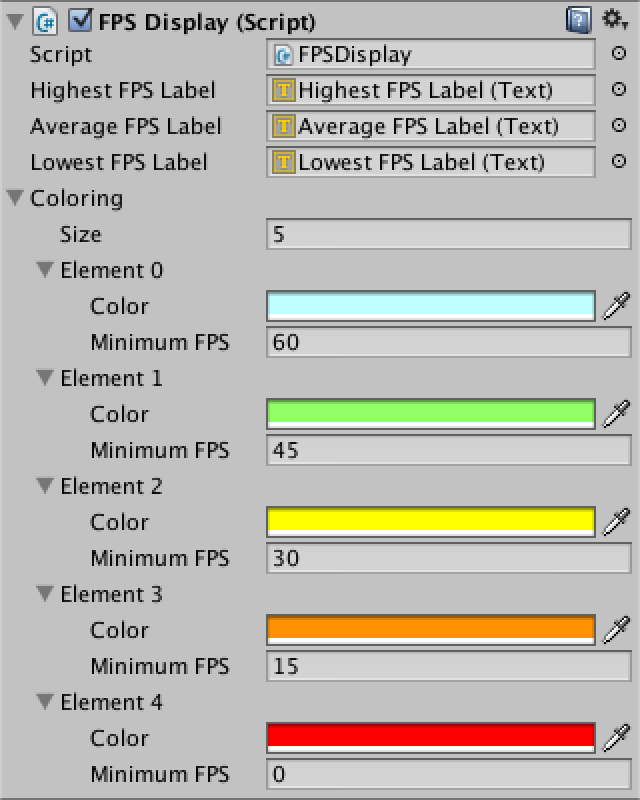 FPS Display (Script)
Script FPSDisplay
Highest FPS Label Highest FPS Label (Text)
Average FPS Label Average FPS Label (Text)
Lowest FPS Label Lowest FPS Label (Text)
Coloring
Size 5
Element 0
Color
Minimum FPS 60
Element 1
Color
Minimum FPS 45
Element 2
Color
Minimum FPS 30
Element 3
Color
Minimum FPS 15
Element 4
Color
Minimum FPS 0